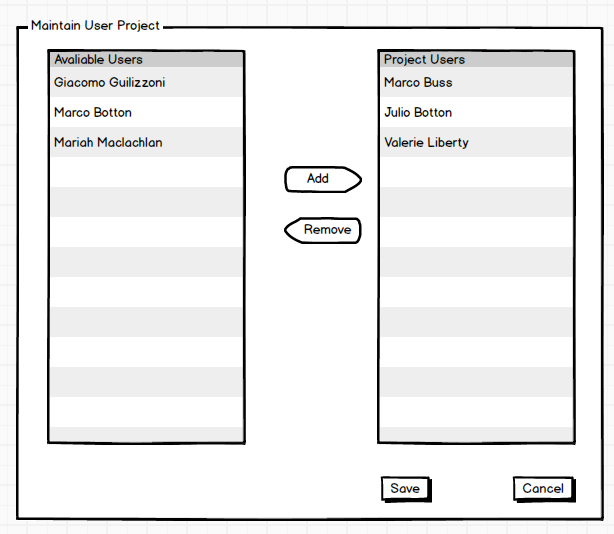 Maintain User Project
Avaliable Users
Giacomo Guilizzoni
Marco Botton
Mariah Maclachlan
Add
Remove
Project Users
Marco Buss
Julio Botton
Valerie Liberty
Save
Cancel